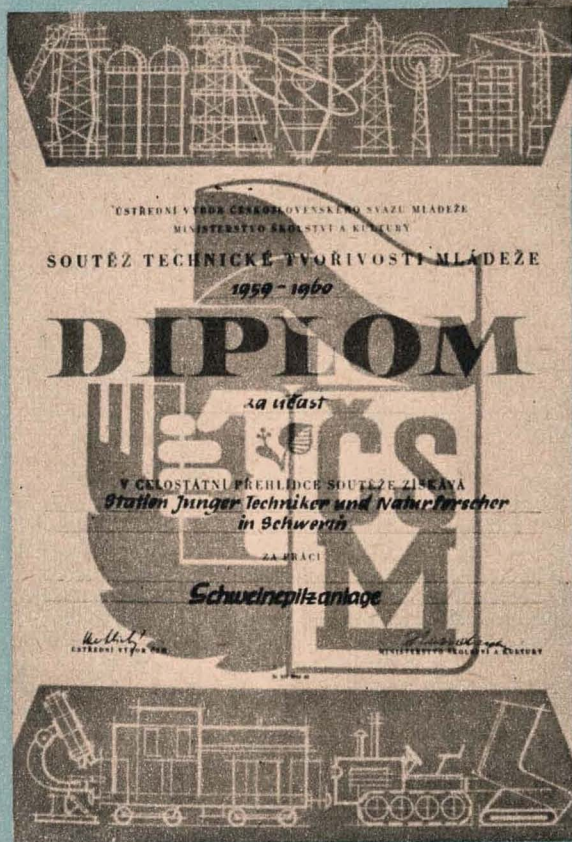 ÚSTŘEDNÍ VÝBOR ČESKOSLOVENSKÉHO SVAZU MLÁDEŽE
MINISTERSTVO ŠKOLSTVÍ A KULTURY
SOUTĚŽ TECHNICKÉ TVOŘIVOSTI MLÁDEŽE
1959 - 1960
DIPLOM
za účast
ČS
M
V CELOSTÁTNÍ PŘEHLÍDCE SOUTĚŽE ZÍSKÁVÁ
Station Junger Techniker und Naturforscher
in Schwerin
ZA PRÁCI
Schweinepilzanlage
ÚSTŘEDNÍ VÝBOR ČSM
MINISTERSTVO ŠKOLSTVÍ A KULTURY